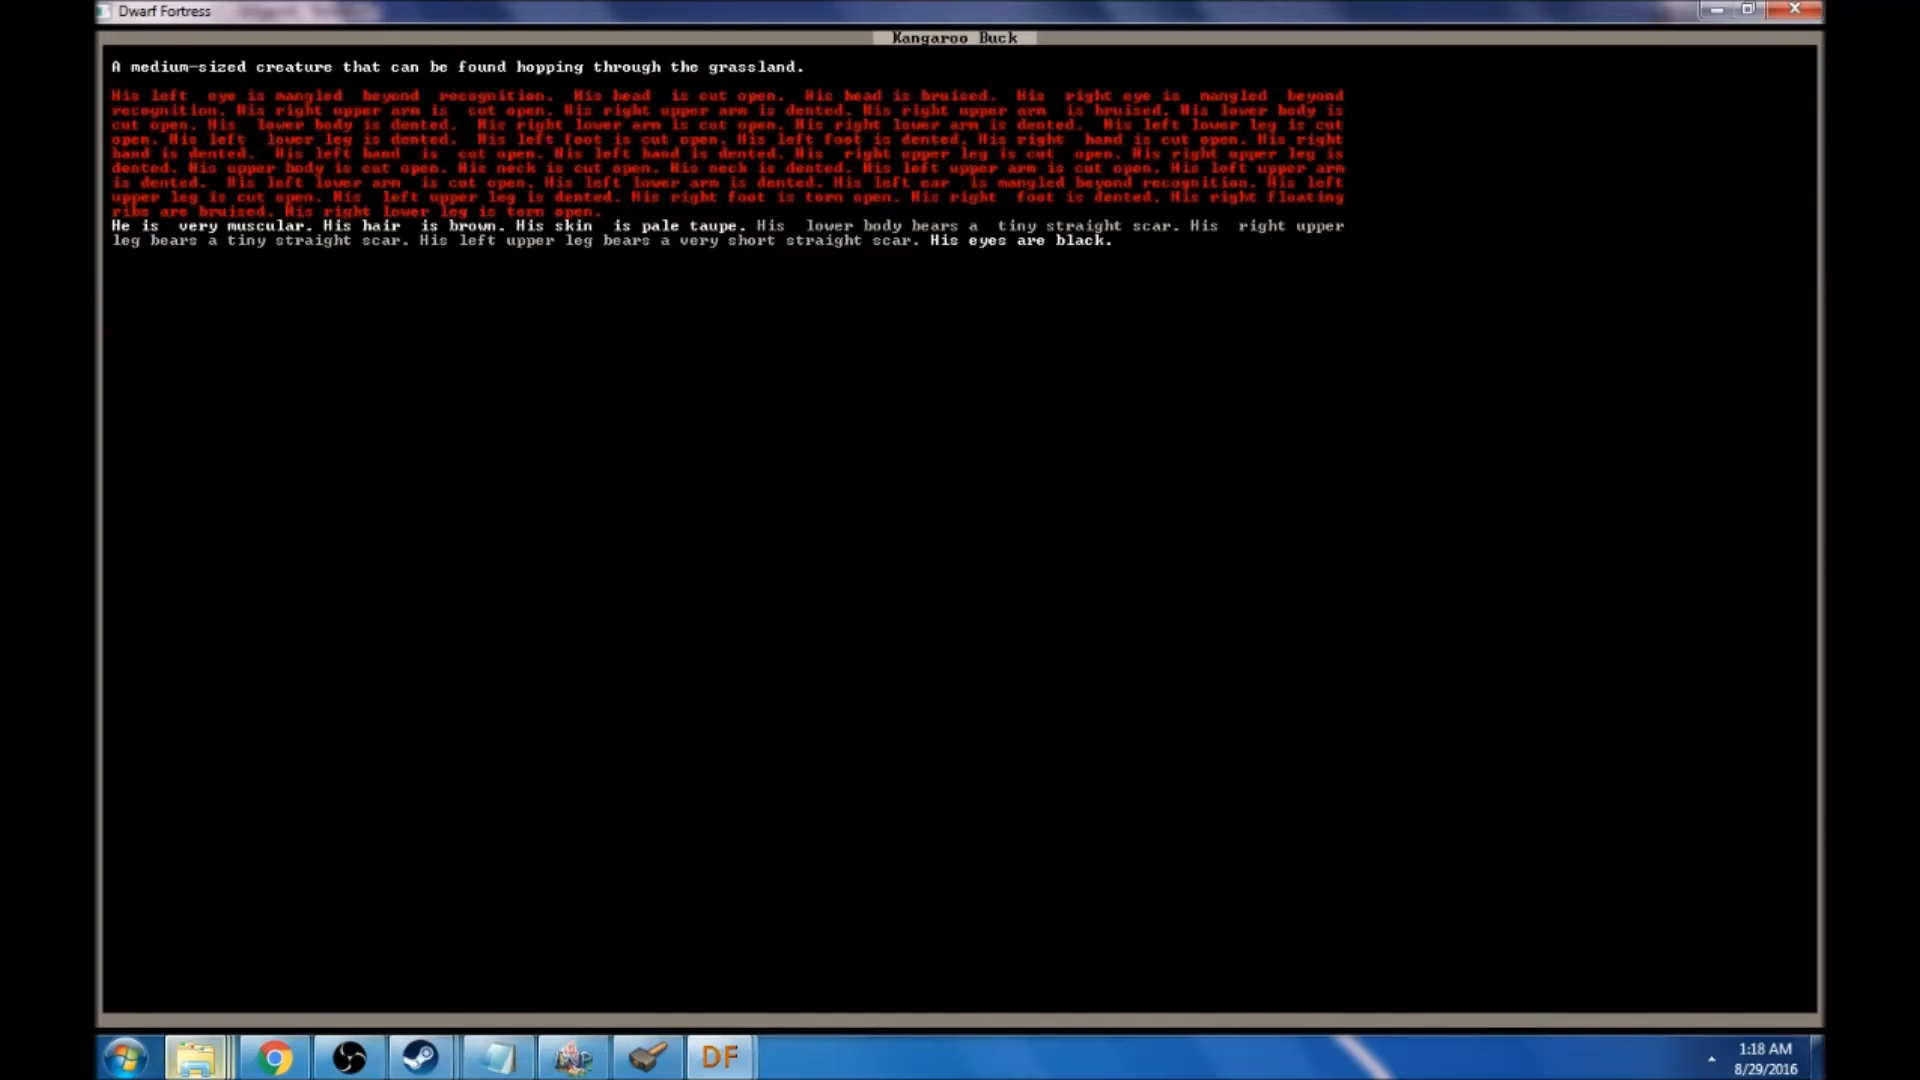 Dwarf Fortress
Kangaroo Buck
A medium-sized creature that can be found hopping through the grassland.
His left eye is mangled beyond recognition. His head is cut open. His head is bruised. His right eye is mangled beyond
recognition. His right upper arm is cut open. His right upper arm is dented. His right upper arm is bruised. His lower body is
cut open. His lower body is dented. His right lower arm is cut open. His right lower arm is dented. His left lower leg is cut
open. His left lower leg is dented. His left foot is cut open. His left foot is dented. His right hand is cut open. His right
hand is dented. His left hand is cut open. His left hand is dented. His right upper leg is cut open. His right upper leg is
dented. His upper body is cut open. His neck is cut open. His neck is dented. His left upper arm is cut open. His left upper arm
is dented. His left lower arm is cut open. His left lower arm is dented. His left ear is mangled beyond recognition. His left
upper leg is cut open. His left upper leg is dented. His right foot is torn open. His right foot is dented. His right floating
ribs are bruised. His right lower leg is torn open.
He is very muscular. His hair is brown. His skin is pale taupe. His lower body bears a tiny straight scar. His right upper
leg bears a tiny straight scar. His left upper leg bears a very short straight scar. His eyes are black.
DF
1:18 AM
8/29/2016